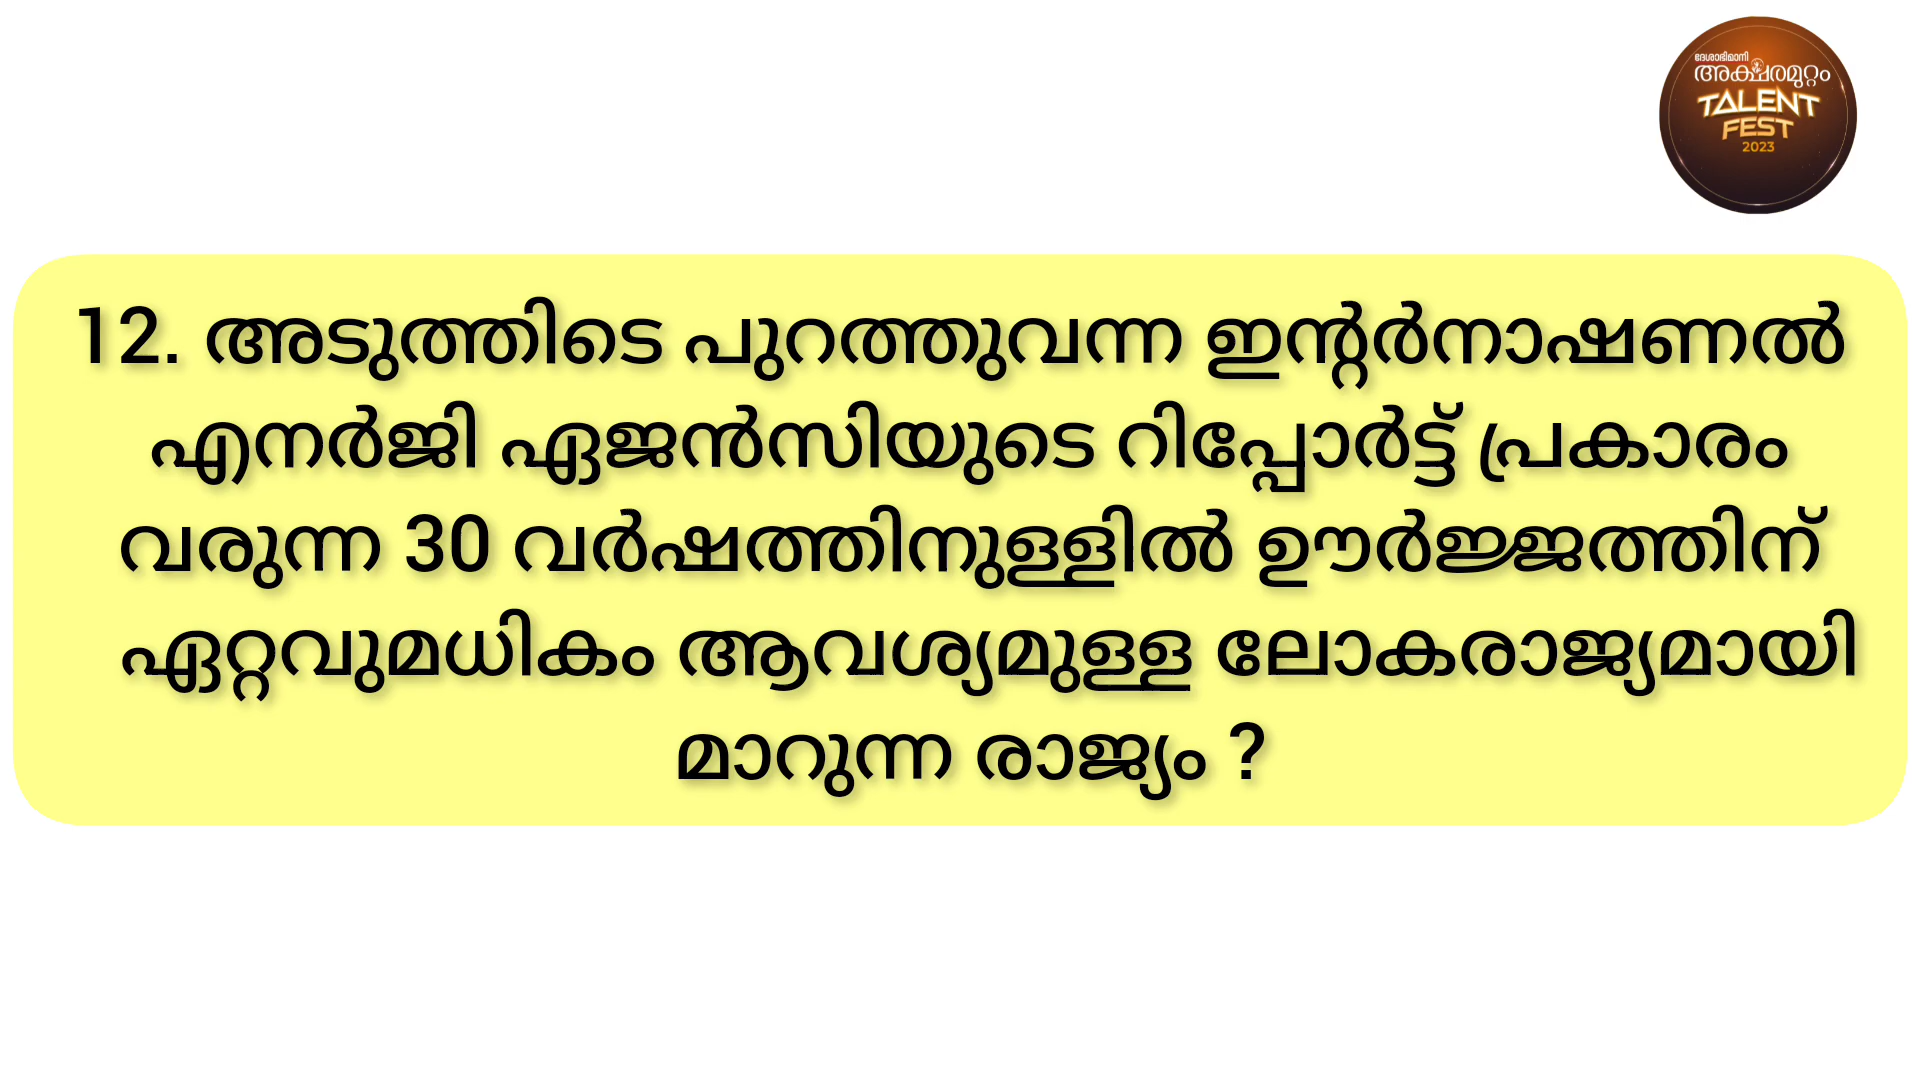 ദേശാഭിമാനി
അക്ഷരമുറ്റം
TALENT
FEST
2023
12. അടുത്തിടെ പുറത്തുവന്ന ഇന്റർനാഷണൽ
എനർജി ഏജൻസിയുടെ റിപ്പോർട്ട് പ്രകാരം
വരുന്ന 30 വർഷത്തിനുള്ളിൽ ഊർജ്ജത്തിന്
ഏറ്റവുമധികം ആവശ്യമുള്ള ലോകരാജ്യമായി
മാറുന്ന രാജ്യം ?